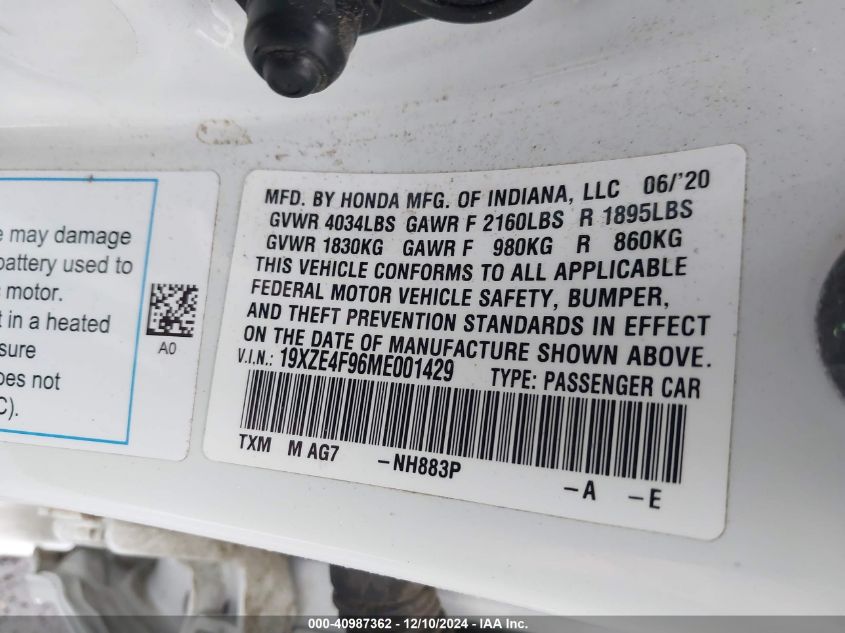 e may damage
battery used to
s motor.
t in a heated
sure
oes not
C).
A0
MFD. BY HONDA MFG. OF INDIANA, LLC 06/'20
GVWR 4034LBS GAWR F 2160LBS R 1895LBS
GVWR 1830KG GAWR F 980KG R 860KG
THIS VEHICLE CONFORMS TO ALL APPLICABLE
FEDERAL MOTOR VEHICLE SAFETY, BUMPER,
AND THEFT PREVENTION STANDARDS IN EFFECT
ON THE DATE OF MANUFACTURE SHOWN ABOVE.
V.I.N.: 19XZE4F96ME001429 TYPE: PASSENGER CAR
TXM M AG7 -NH883P -A -E
000-40987362 - 12/10/2024 - IAA Inc.